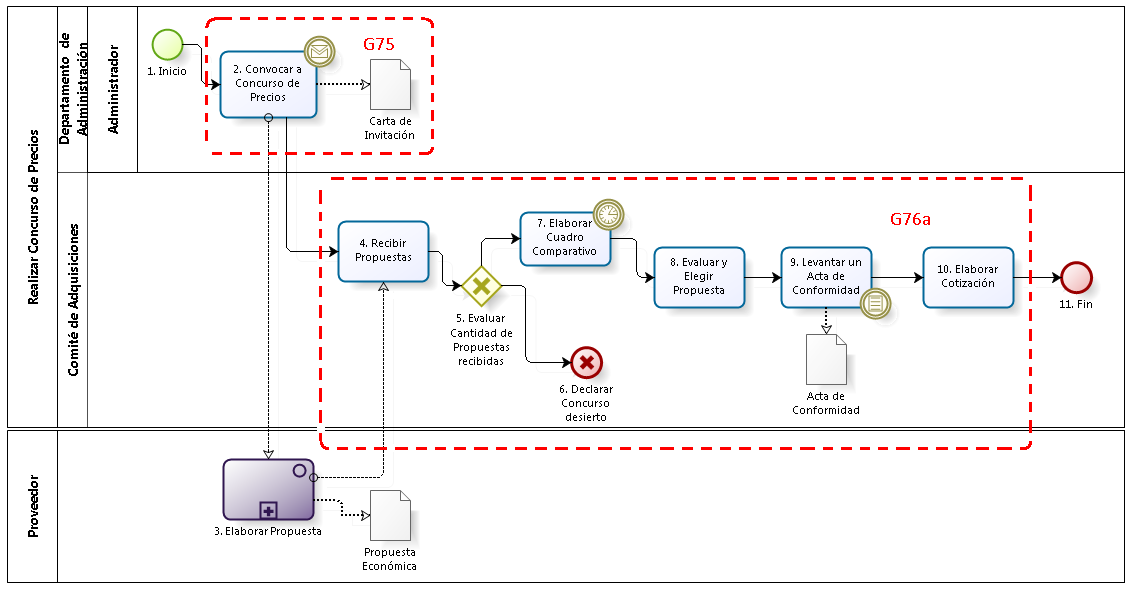 Realizar Concurso de Precios
Departamento de
Administración
Administrador
1. Inicio
2. Convocar a
Concurso de
Precios
G75
Carta de
Invitación
Comité de Adquisiciones
G76a
4. Recibir
Propuestas
5. Evaluar
Cantidad de
Propuestas
recibidas
6. Declarar
Concurso
desierto
7. Elaborar
Cuadro
Comparativo
8. Evaluar y
Elegir
Propuesta
9. Levantar un
Acta de
Conformidad
Acta de
Conformidad
10. Elaborar
Cotización
11. Fin
Proveedor
3. Elaborar Propuesta
Propuesta
Económica